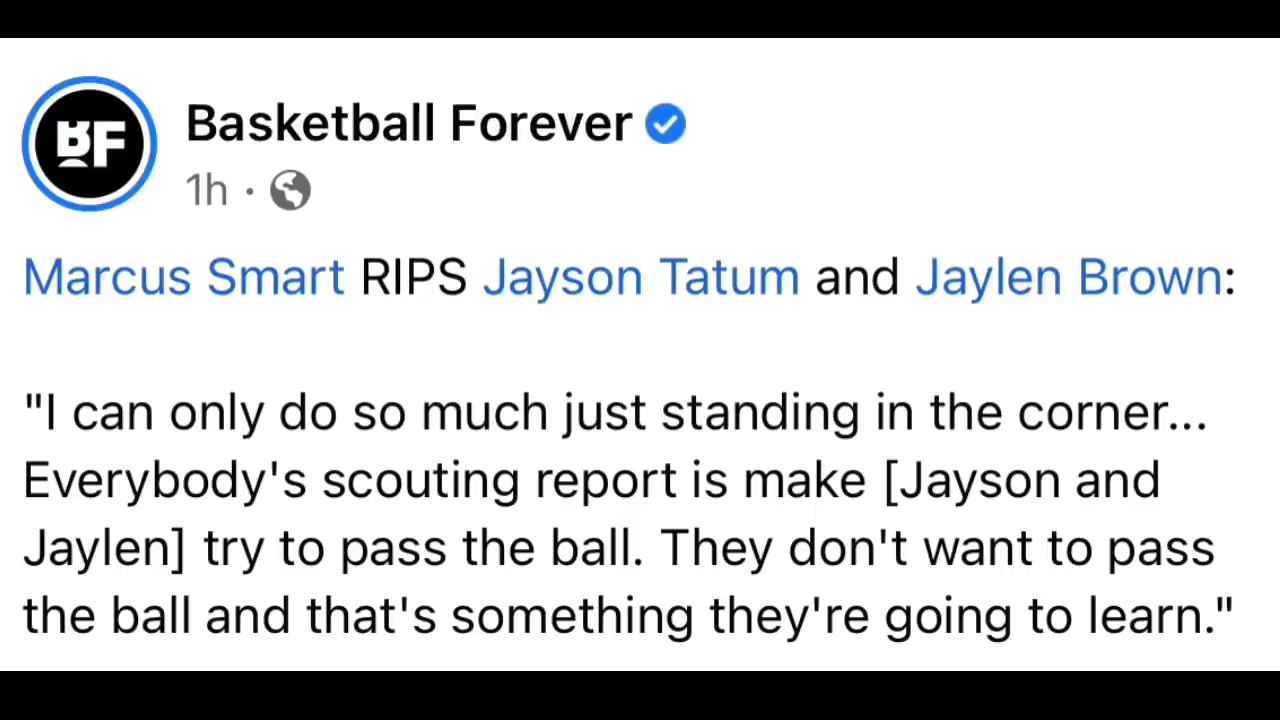 BF
Basketball Forever
1h ·
Marcus Smart RIPS Jayson Tatum and Jaylen Brown:
"I can only do so much just standing in the corner...
Everybody's scouting report is make [Jayson and
Jaylen] try to pass the ball. They don't want to pass
the ball and that's something they're going to learn."